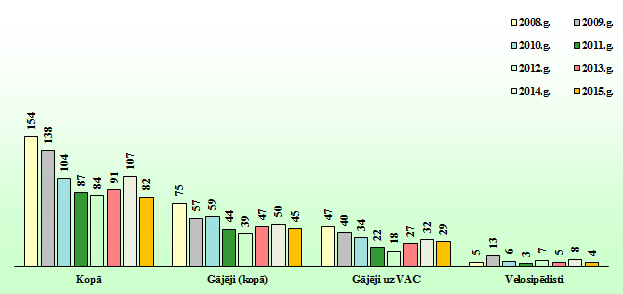 2008.g. 2009.g.
2010.g. 2011.g.
2012.g. 2013.g.
2014.g. 2015.g.
154 138 104 87 84 91 107 82
75 57 59 44 39 47 50 45
47 40 34 22 18 27 32 29
5 13 6 3 7 5 8 4
Kopā Gājēji (kopā) Gājēji uz VAC Velosipēdisti